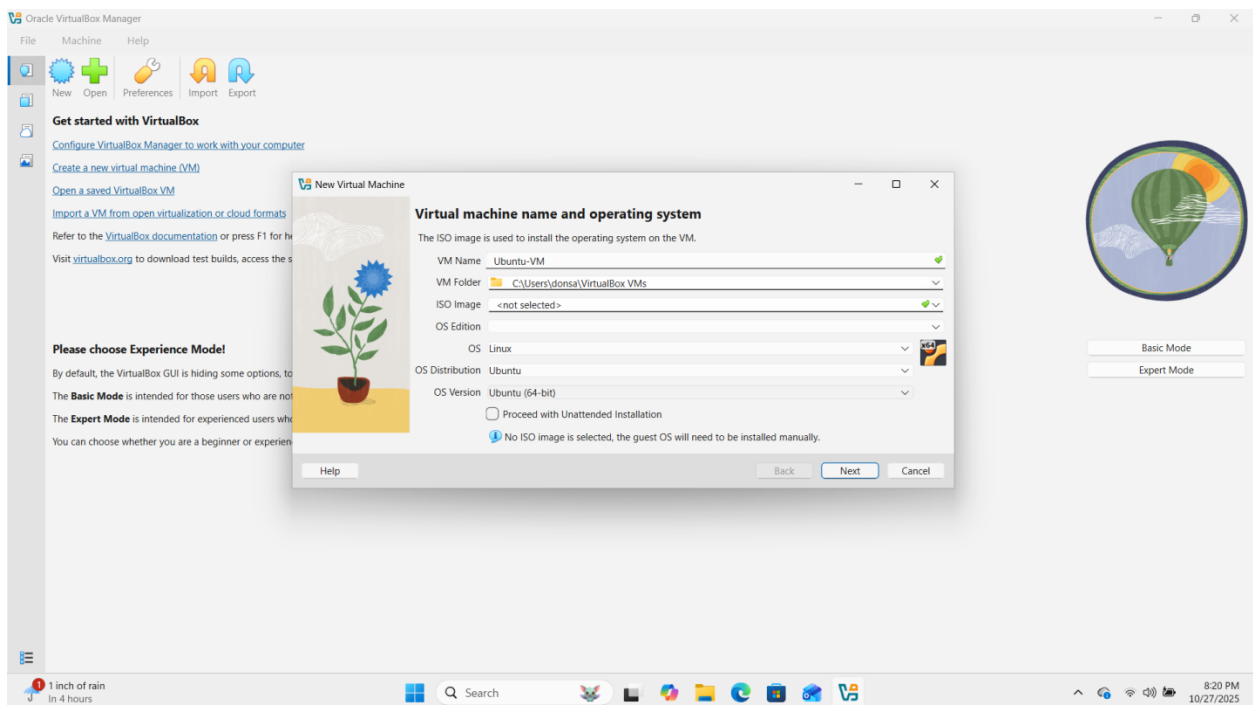 Oracle VirtualBox Manager
File Machine Help
New Open Preferences Import Export
Get started with VirtualBox
Configure VirtualBox Manager to work with your computer
Create a new virtual machine (VM)
Open a saved VirtualBox VM
Import a VM from open virtualization or cloud formats
Refer to the VirtualBox documentation or press F1 for he
Visit virtualbox.org to download test builds, access the s
Please choose Experience Mode!
By default, the VirtualBox GUI is hiding some options, to
The Basic Mode is intended for those users who are not
The Expert Mode is intended for experienced users who
You can choose whether you are a beginner or experien
New Virtual Machine
Virtual machine name and operating system
The ISO image is used to install the operating system on the VM.
VM Name Ubuntu-VM
VM Folder C:\Users\donsa\VirtualBox VMs
ISO Image <not selected>
OS Edition
OS Linux
x64
OS Distribution Ubuntu
OS Version Ubuntu (64-bit)
Proceed with Unattended Installation
No ISO image is selected, the guest OS will need to be installed manually.
Help Back Next Cancel
Basic Mode
Expert Mode
1
1 inch of rain
In 4 hours
Search
8:20 PM
10/27/2025